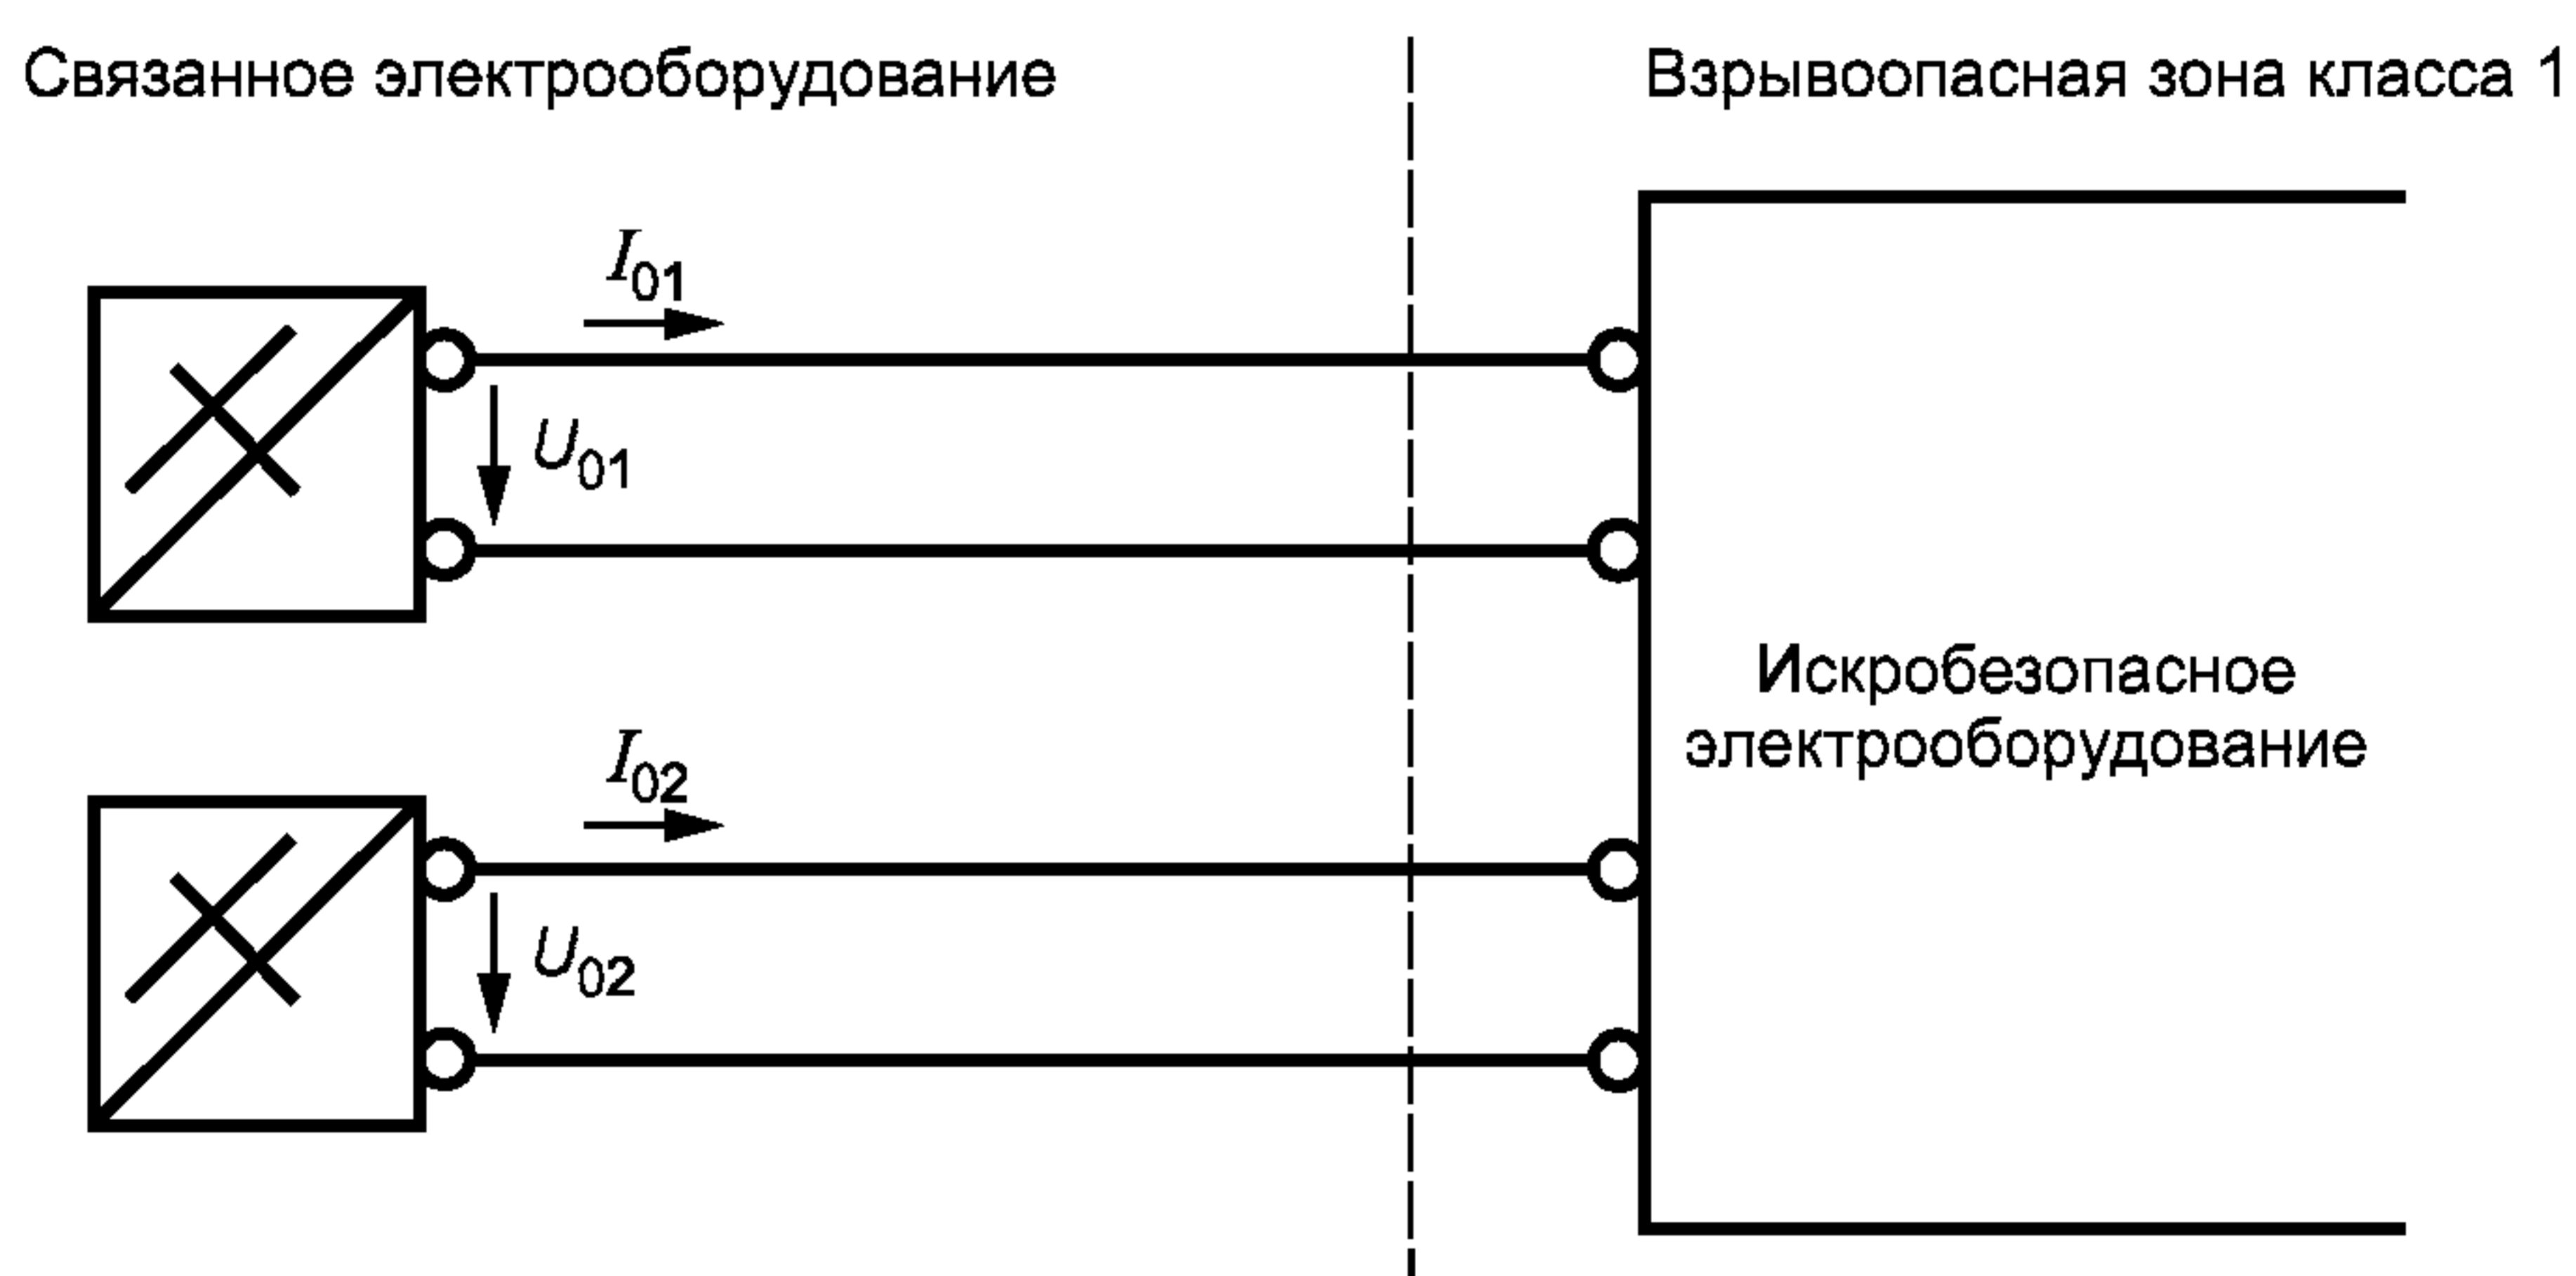 Связанное электрооборудование
Взрывоопасная зона класса 1
I01
U01
Искробезопасное
электрооборудование
I02
U02